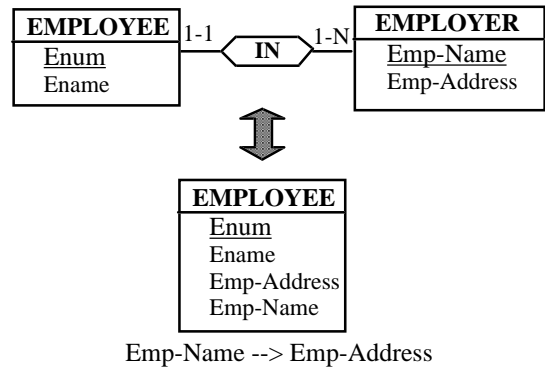 EMPLOYEE
Enum
Ename
1-1
IN
1-N
EMPLOYER
Emp-Name
Emp-Address
EMPLOYEE
Enum
Ename
Emp-Address
Emp-Name
Emp-Name --> Emp-Address